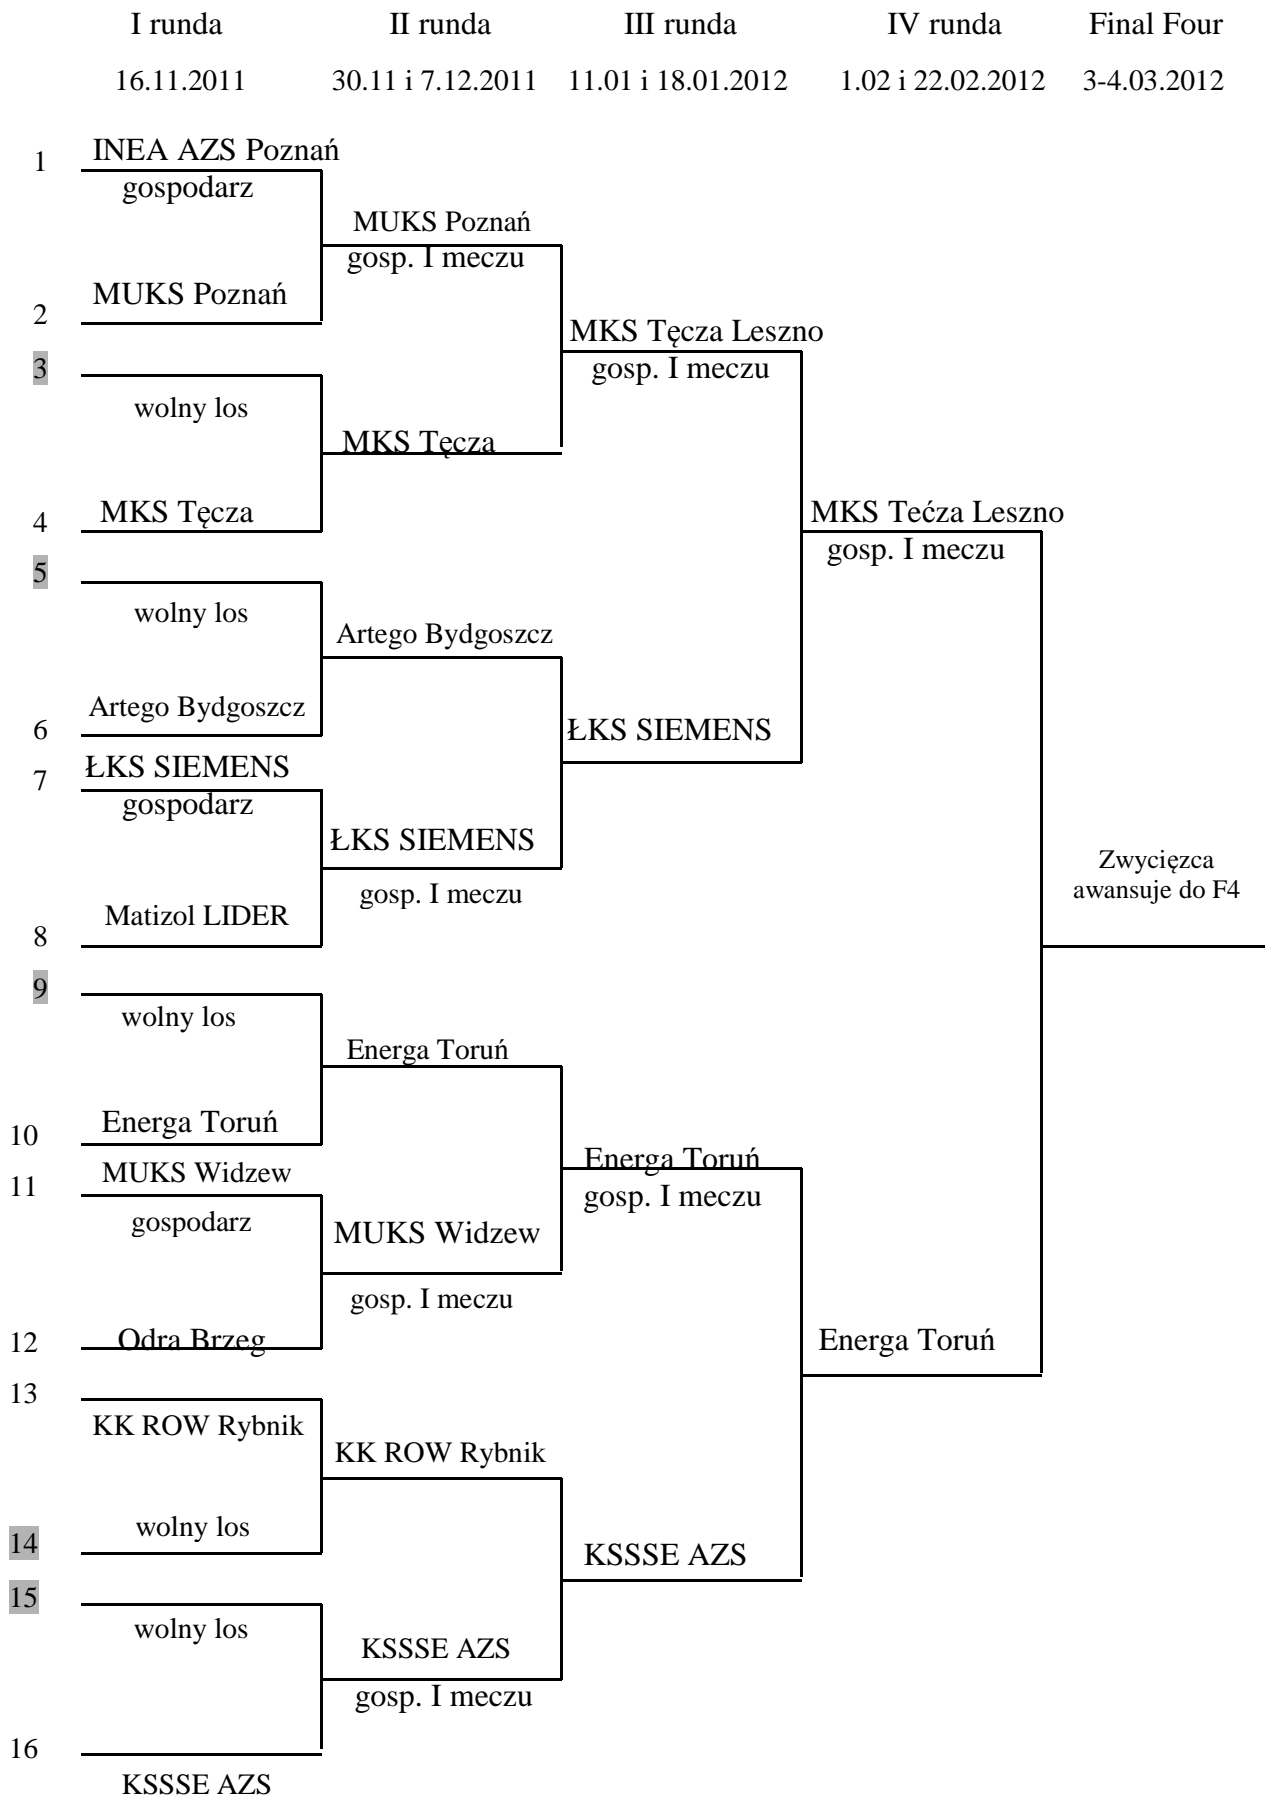 I runda II runda III runda IV runda Final Four
16.11.2011 30.11 i 7.12.2011 11.01 i 18.01.2012 1.02 i 22.02.2012 3-4.03.2012
1 INEA AZS Poznań
gospodarz
MUKS Poznań
gosp. I meczu
2 MUKS Poznań
MKS Tęcza Leszno
gosp. I meczu
3
wolny los
MKS Tęcza
4 MKS Tęcza
MKS Tećza Leszno
gosp. I meczu
5
wolny los
Artego Bydgoszcz
6 Artego Bydgoszcz
ŁKS SIEMENS
7 ŁKS SIEMENS
gospodarz
ŁKS SIEMENS
gosp. I meczu
Zwycięzca
awansuje do F4
8 Matizol LIDER
9
wolny los
Energa Toruń
10 Energa Toruń
11 MUKS Widzew
Energa Toruń
gosp. I meczu
gospodarz
MUKS Widzew
gosp. I meczu
12 Odra Brzeg
Energa Toruń
13
KK ROW Rybnik
KK ROW Rybnik
14 wolny los
KSSSE AZS
15
wolny los
KSSSE AZS
gosp. I meczu
16
KSSSE AZS